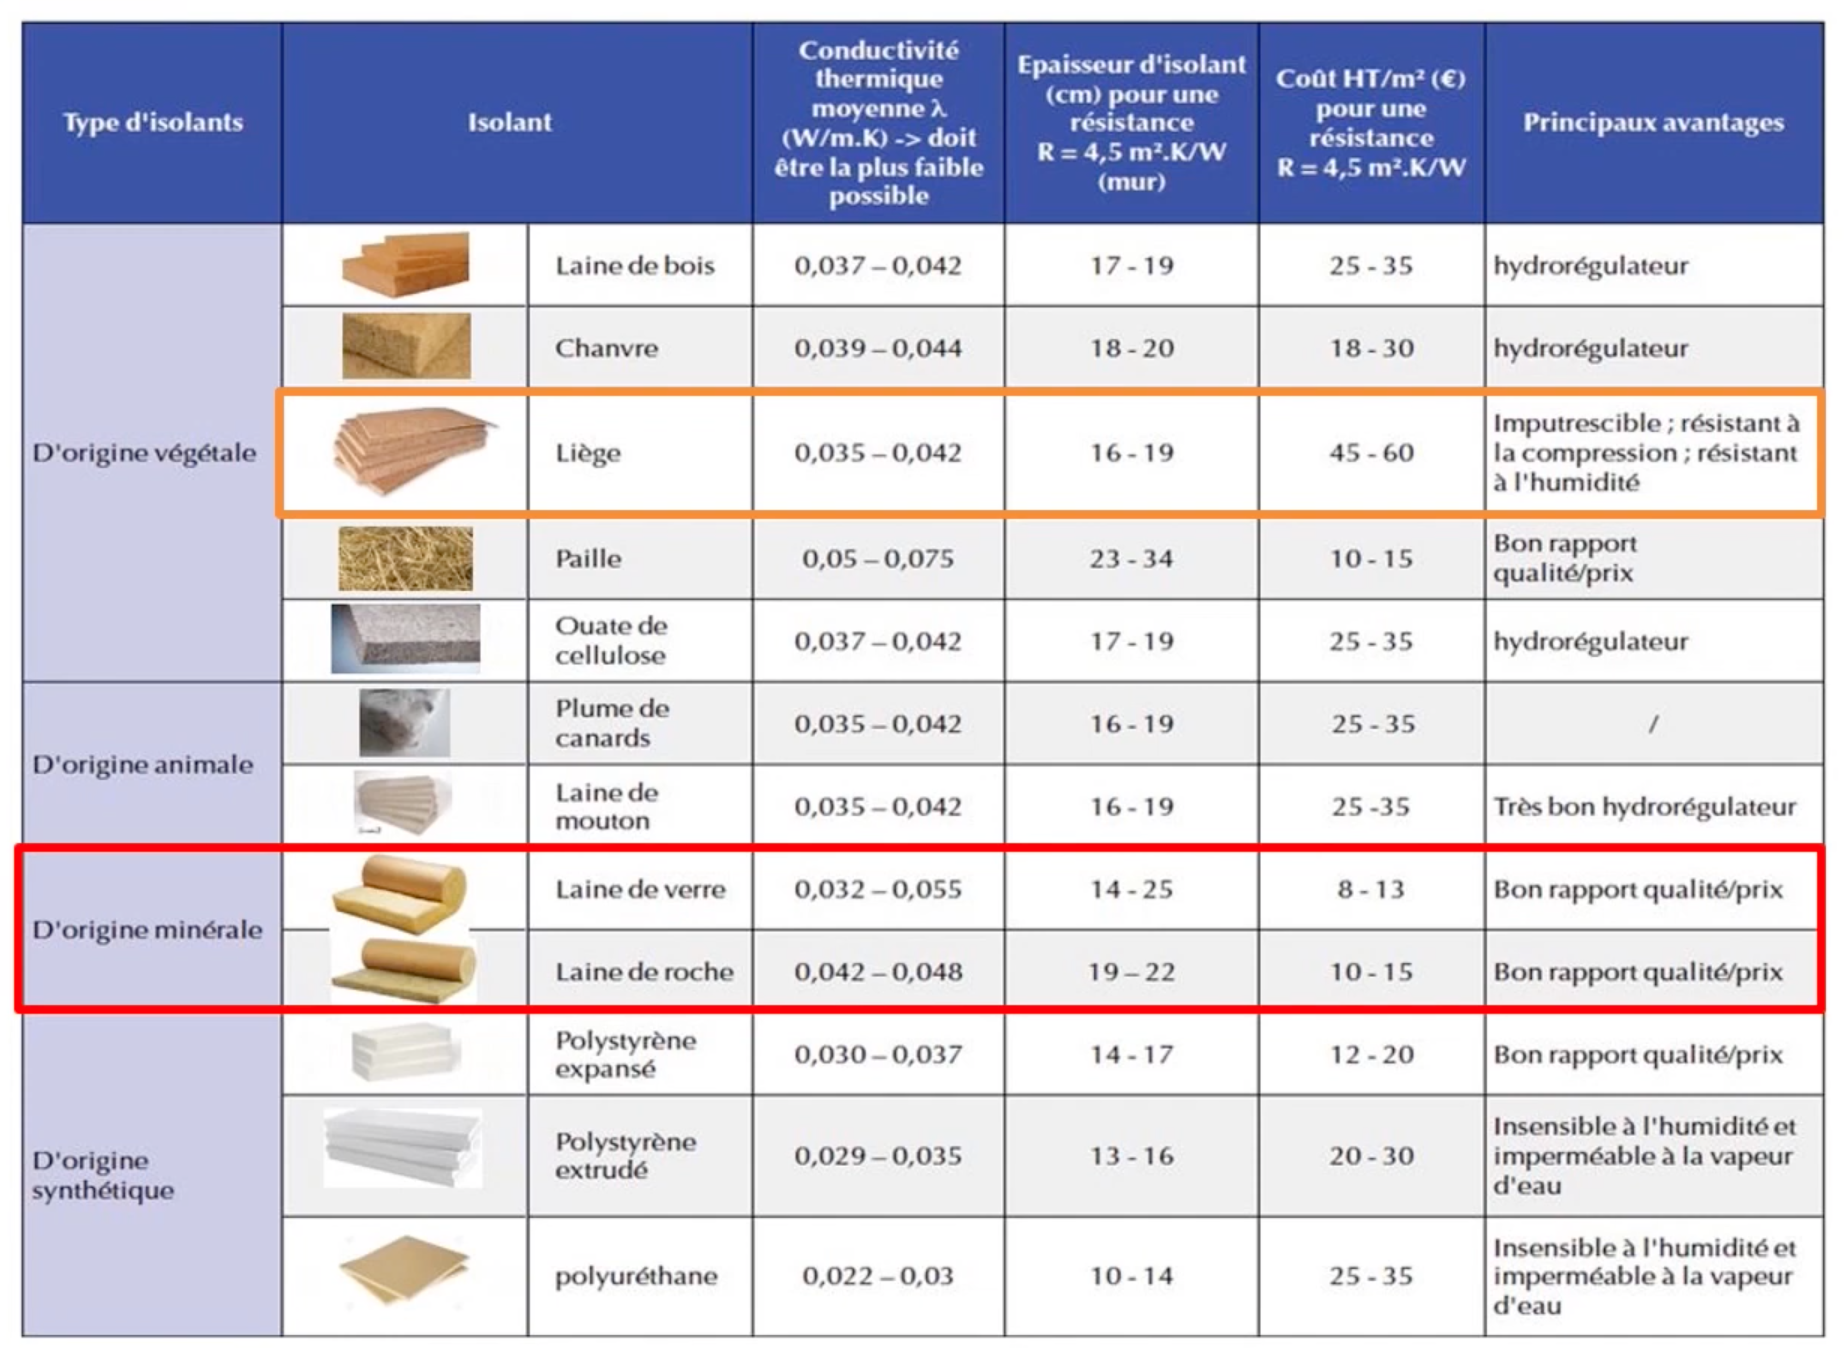 Type d'isolants
Isolant
Conductivité
thermique
moyenne λ
(W/m.K) -> doit
être la plus faible
possible
Epaisseur d'isolant
(cm) pour une
résistance
R = 4,5 m².K/W
(mur)
Coût HT/m² (€)
pour une
résistance
R = 4,5 m².K/W
Principaux avantages
D'origine végétale
Laine de bois
0,037 – 0,042
17 - 19
25 - 35
hydrorégulateur
Chanvre
0,039 – 0,044
18 - 20
18 - 30
hydrorégulateur
Liège
0,035 – 0,042
16 - 19
45 - 60
Imputrescible ; résistant à
la compression ; résistant
à l'humidité
Paille
0,05 – 0,075
23 - 34
10 - 15
Bon rapport
qualité/prix
Ouate de
cellulose
0,037 – 0,042
17 - 19
25 - 35
hydrorégulateur
D'origine animale
Plume de
canards
0,035 – 0,042
16 - 19
25 - 35
/
Laine de
mouton
0,035 – 0,042
16 - 19
25 -35
Très bon hydrorégulateur
D'origine minérale
Laine de verre
0,032 – 0,055
14 - 25
8 - 13
Bon rapport qualité/prix
Laine de roche
0,042 – 0,048
19 – 22
10 - 15
Bon rapport qualité/prix
D'origine
synthétique
Polystyrène
expansé
0,030 – 0,037
14 - 17
12 - 20
Bon rapport qualité/prix
Polystyrène
extrudé
0,029 – 0,035
13 - 16
20 - 30
Insensible à l'humidité et
imperméable à la vapeur
d'eau
polyuréthane
0,022 – 0,03
10 - 14
25 - 35
Insensible à l'humidité et
imperméable à la vapeur
d'eau